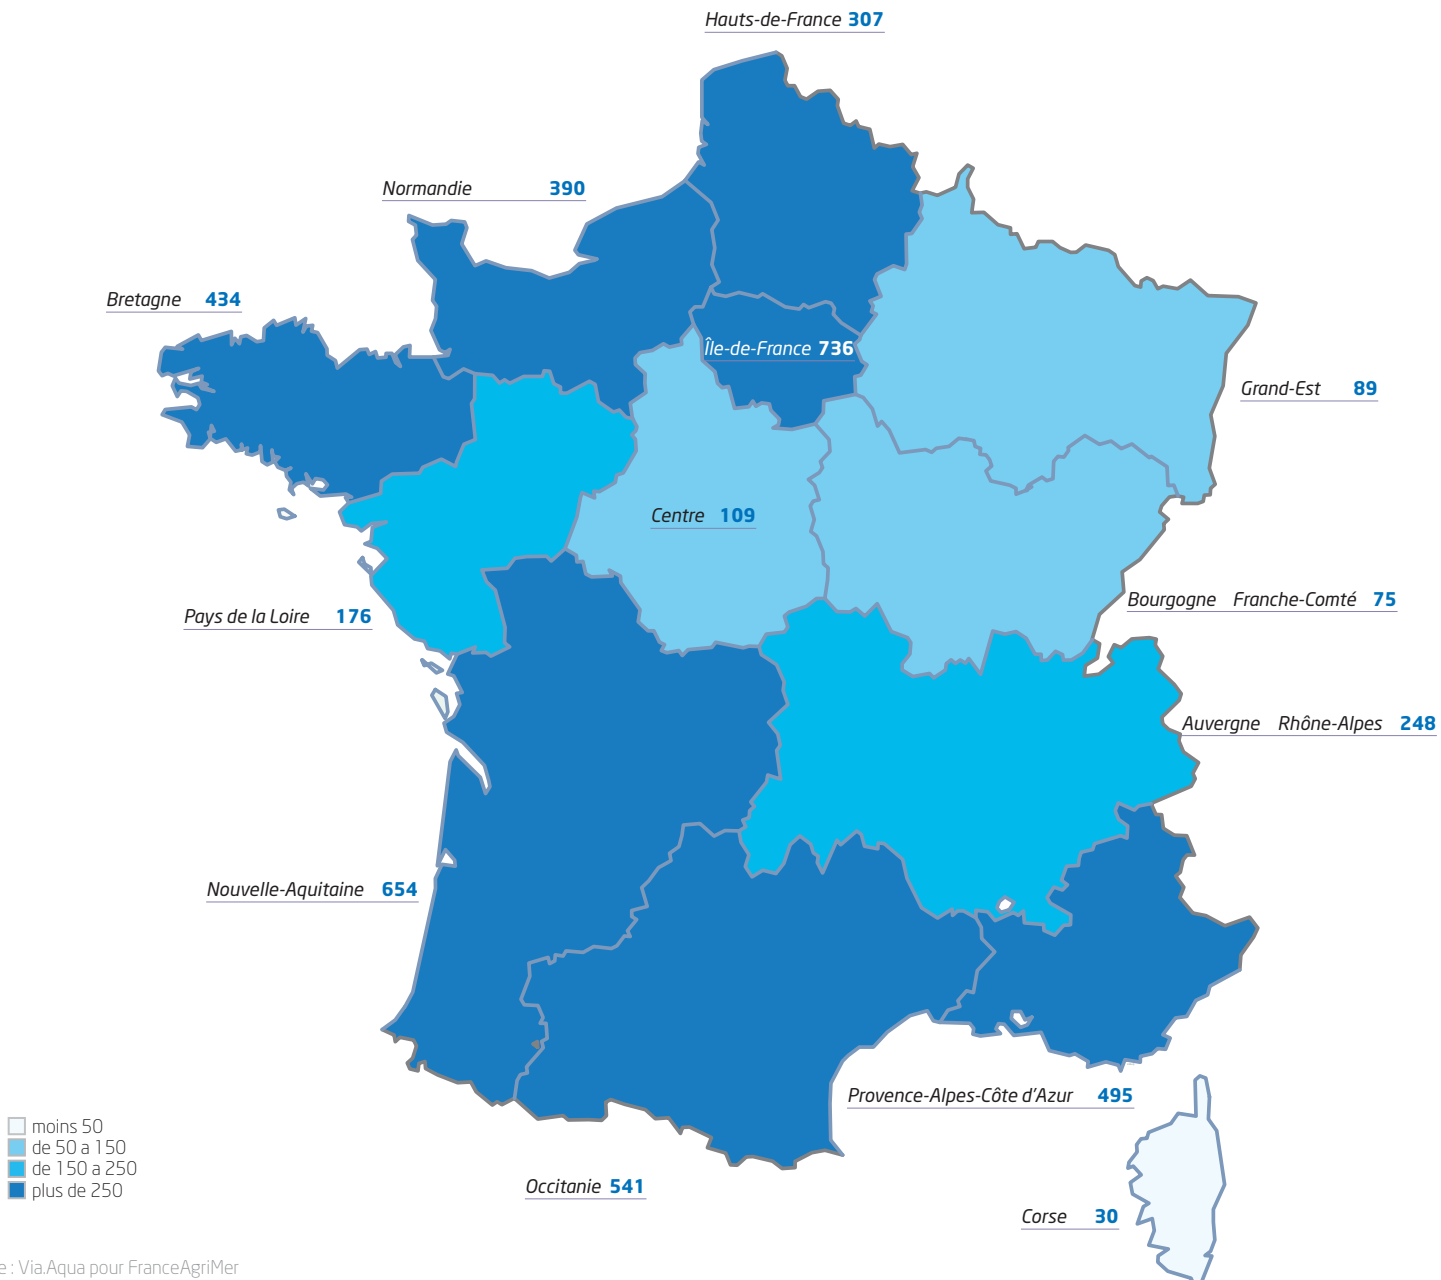 Hauts-de-France 307
Normandie 390
Bretagne 434
Île-de-France 736
Grand-Est 89
Centre 109
Bourgogne Franche-Comté 75
Pays de la Loire 176
Auvergne Rhône-Alpes 248
Nouvelle-Aquitaine 654
Provence-Alpes-Côte d'Azur 495
moins 50
de 50 a 150
de 150 a 250
plus de 250
Occitanie 541
Corse 30
: Via.Aqua pour FranceAgriMer